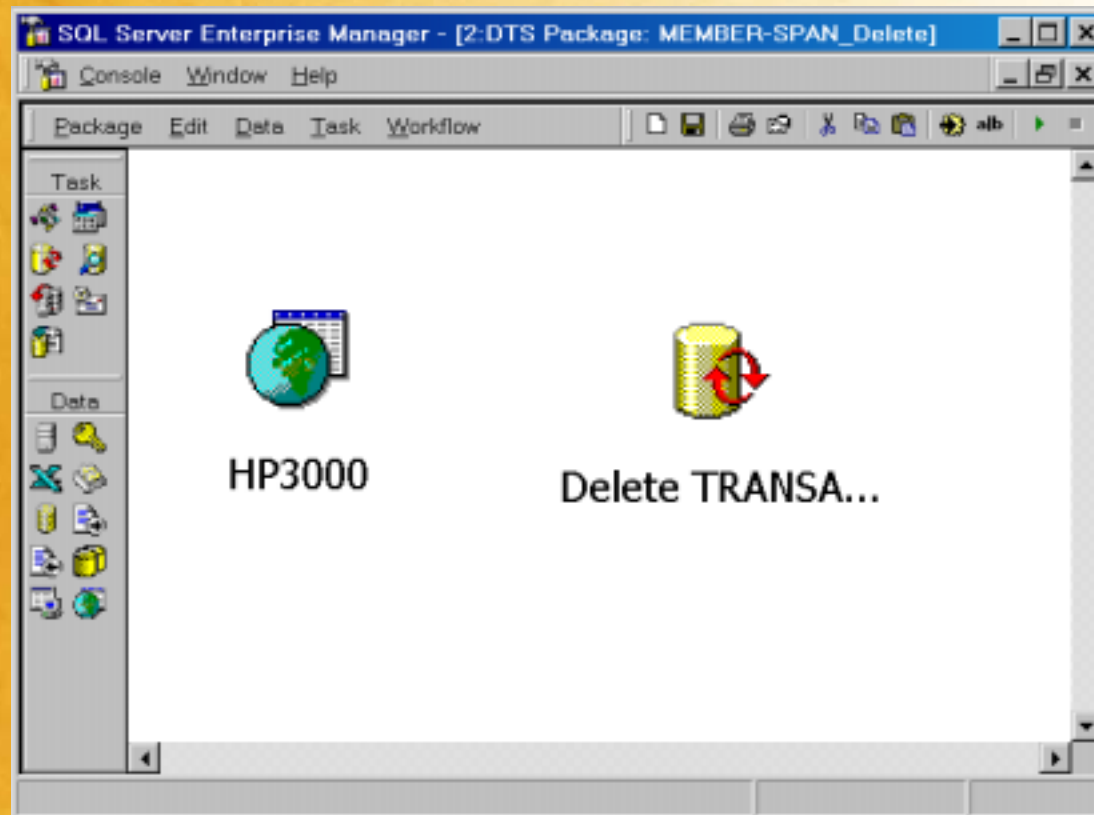 SQL Server Enterprise Manager - [2:DTS Package: MEMBER-SPAN_Delete]
Console Window Help
Package Edit Data Task Workflow a|b
Task
Data
HP3000
Delete TRANSA...